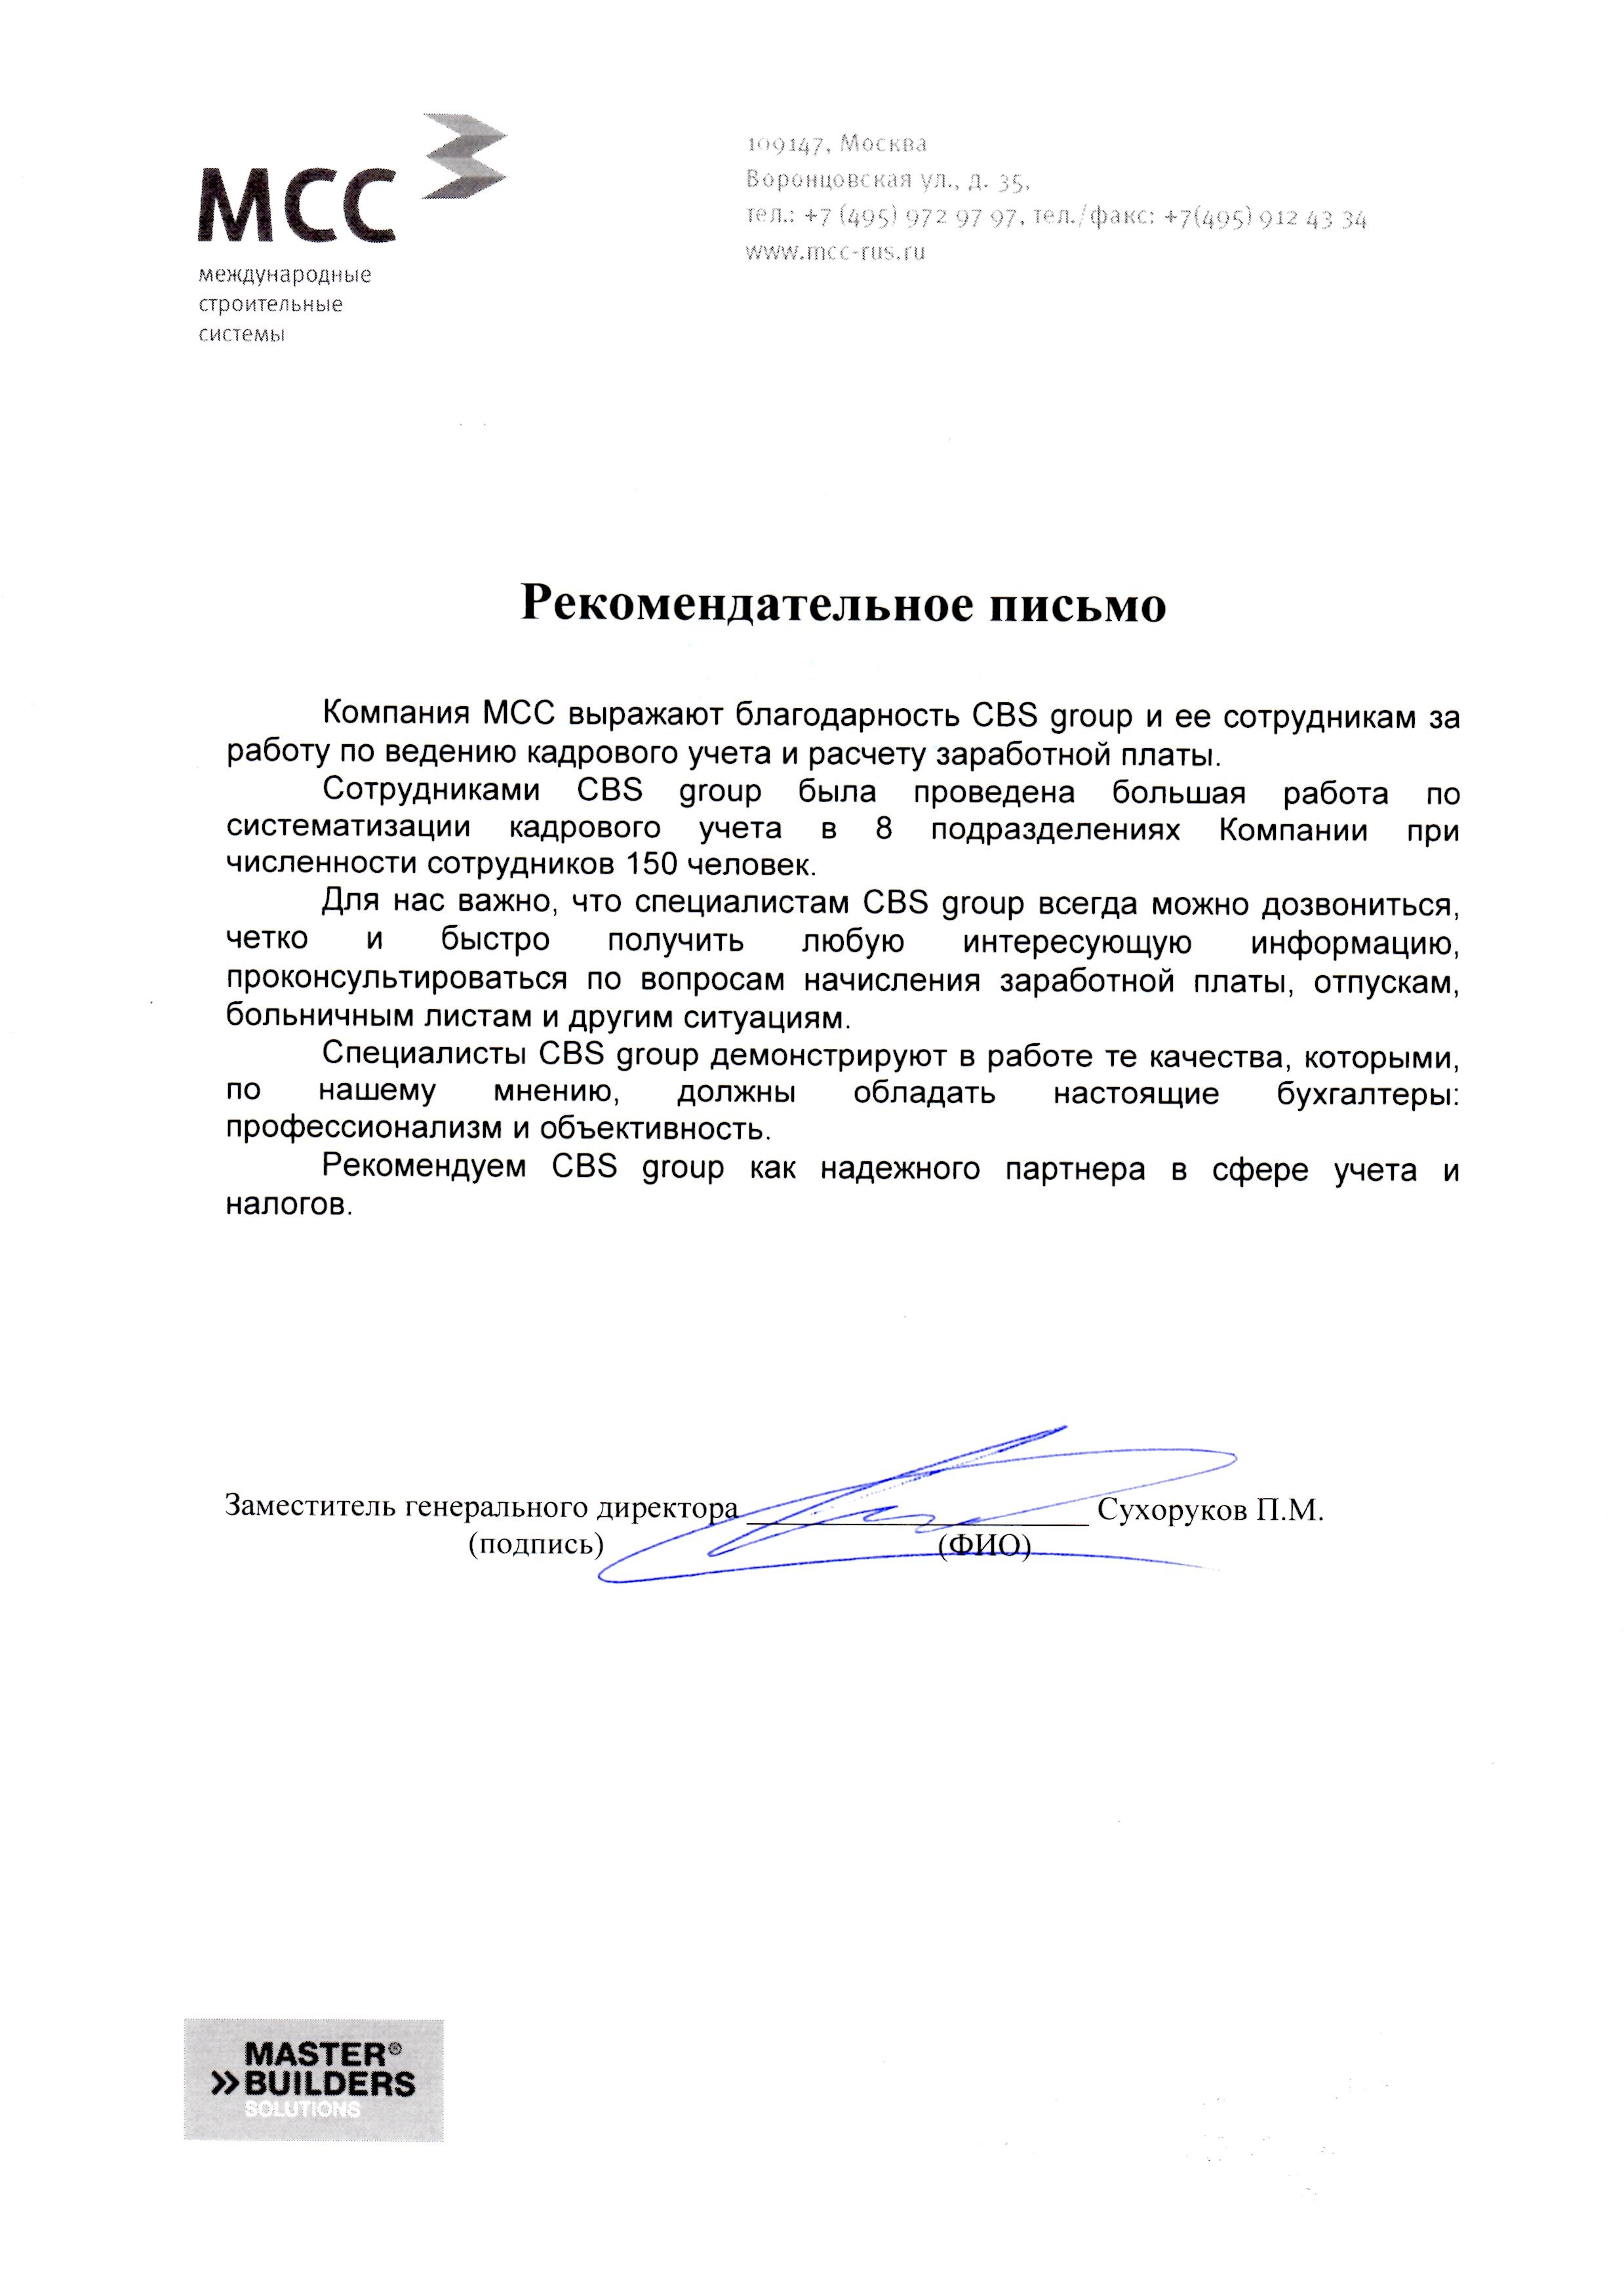 МСС
международные
строительные
системы
109147, Москва
Воронцовская ул., д. 35,
тел.: +7 (495) 972 97 97, тел./факс: +7(495) 912 43 34
www.mcc-rus.ru
Рекомендательное письмо
Компания МСС выражают благодарность CBS group и ее сотрудникам за
работу по ведению кадрового учета и расчету заработной платы.
Сотрудниками CBS group была проведена большая работа по
систематизации кадрового учета в 8 подразделениях Компании при
численности сотрудников 150 человек.
Для нас важно, что специалистам CBS group всегда можно дозвониться,
четко и быстро получить любую интересующую информацию,
проконсультироваться по вопросам начисления заработной платы, отпускам,
больничным листам и другим ситуациям.
Специалисты CBS group демонстрируют в работе те качества, которыми,
по нашему мнению, должны обладать настоящие бухгалтеры:
профессионализм и объективность.
Рекомендуем CBS group как надежного партнера в сфере учета и
налогов.
Заместитель генерального директора ______________________ Сухоруков П.М.
(подпись) (ФИО)
MASTER®
»BUILDERS
SOLUTIONS